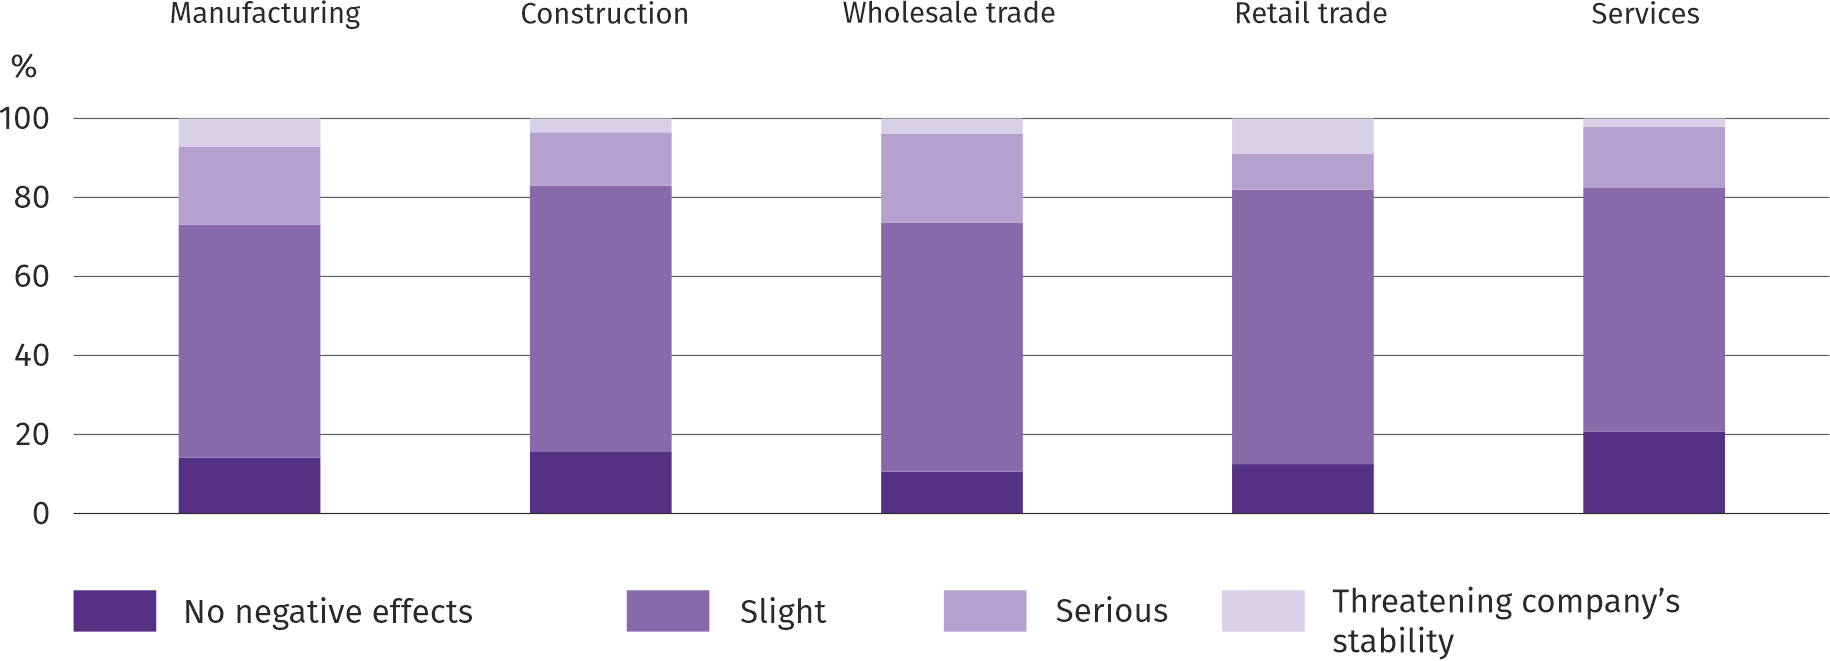 Manufacturing
Construction
Wholesale trade
Retail trade
Services
%
100
80
60
40
20
0
No negative effects
Slight
Serious
Threatening company’s
stability